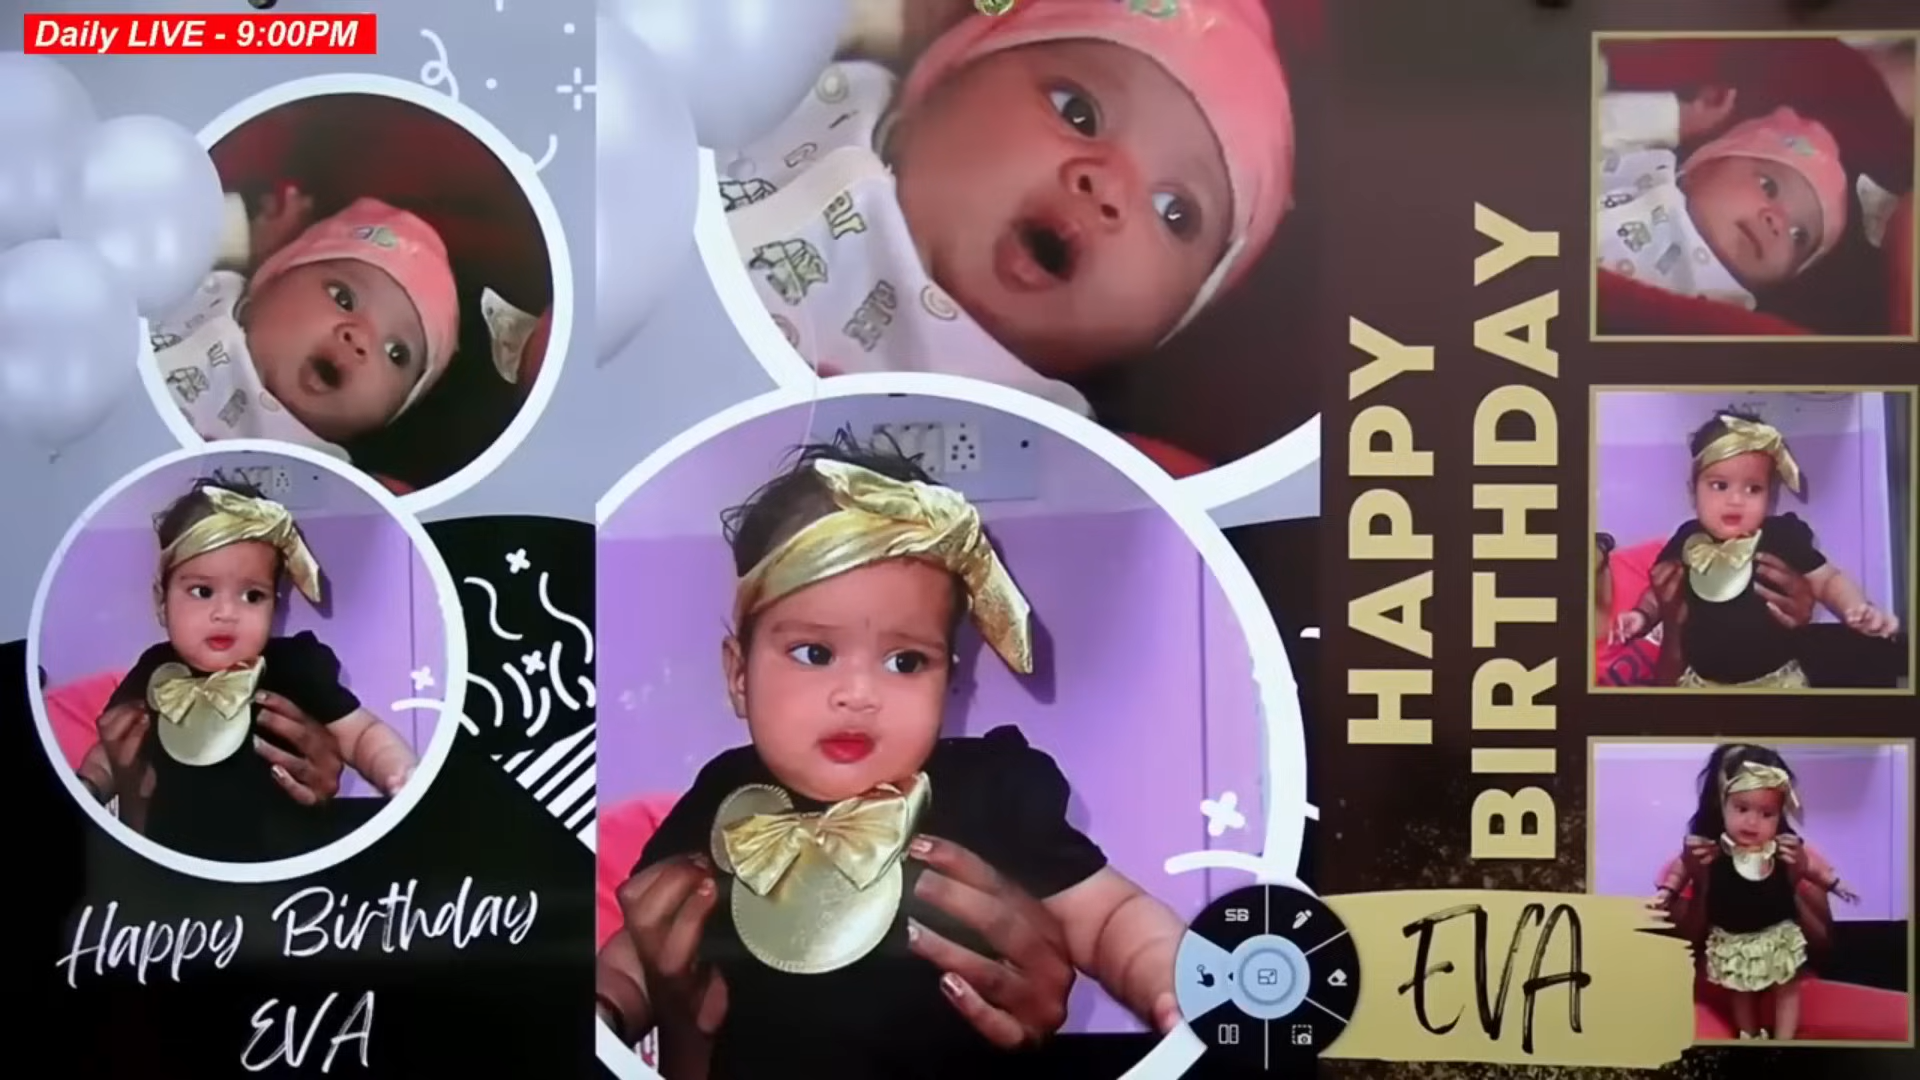 Daily LIVE - 9:00PM
Happy Birthday
EVA
HAPPY
BIRTHDAY
EVA
SB